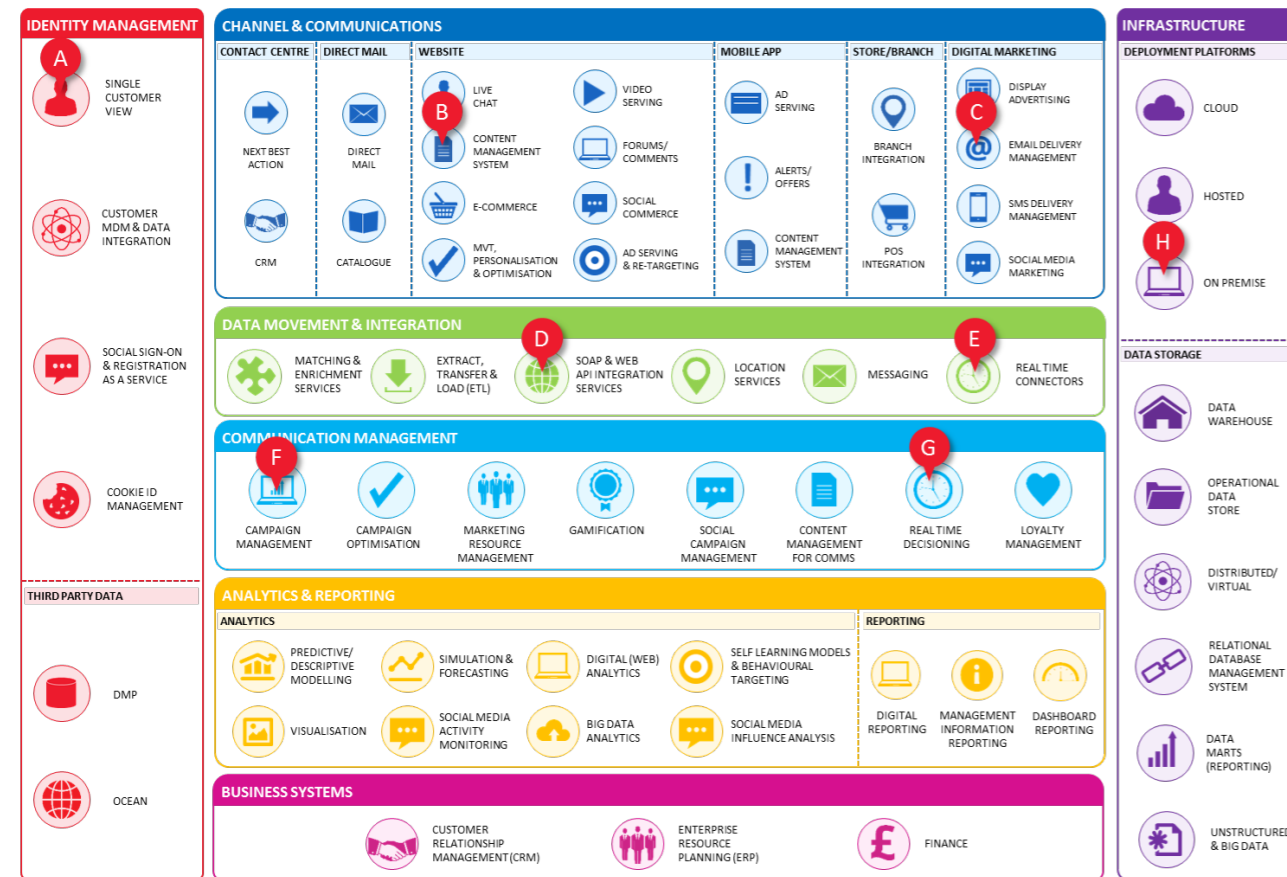 IDENTITY MANAGEMENT
A
SINGLE
CUSTOMER
VIEW
CUSTOMER
MDM & DATA
INTEGRATION
SOCIAL SIGN-ON
& REGISTRATION
AS A SERVICE
COOKIE ID
MANAGEMENT
THIRD PARTY DATA
DMP
OCEAN
CHANNEL & COMMUNICATIONS
CONTACT CENTRE
NEXT BEST
ACTION
CRM
DIRECT MAIL
DIRECT
MAIL
CATALOGUE
WEBSITE
LIVE
CHAT
B
CONTENT
MANAGEMENT
SYSTEM
E-COMMERCE
MVT,
PERSONALISATION
& OPTIMISATION
VIDEO
SERVING
FORUMS/
COMMENTS
SOCIAL
COMMERCE
AD SERVING
& RE-TARGETING
MOBILE APP
AD
SERVING
ALERTS/
OFFERS
CONTENT
MANAGEMENT
SYSTEM
STORE/BRANCH
BRANCH
INTEGRATION
POS
INTEGRATION
DIGITAL MARKETING
DISPLAY
ADVERTISING
C
@
EMAIL DELIVERY
MANAGEMENT
SMS DELIVERY
MANAGEMENT
SOCIAL MEDIA
MARKETING
DATA MOVEMENT & INTEGRATION
MATCHING &
ENRICHMENT
SERVICES
EXTRACT,
TRANSFER &
LOAD (ETL)
D
SOAP & WEB
API INTEGRATION
SERVICES
LOCATION
SERVICES
MESSAGING
E
REAL TIME
CONNECTORS
COMMUNICATION MANAGEMENT
F
CAMPAIGN
MANAGEMENT
CAMPAIGN
OPTIMISATION
MARKETING
RESOURCE
MANAGEMENT
GAMIFICATION
SOCIAL
CAMPAIGN
MANAGEMENT
CONTENT
MANAGEMENT
FOR COMMS
G
REAL TIME
DECISIONING
LOYALTY
MANAGEMENT
ANALYTICS & REPORTING
ANALYTICS
PREDICTIVE/
DESCRIPTIVE
MODELLING
SIMULATION &
FORECASTING
DIGITAL (WEB)
ANALYTICS
SELF LEARNING MODELS
& BEHAVIOURAL
TARGETING
VISUALISATION
SOCIAL MEDIA
ACTIVITY
MONITORING
BIG DATA
ANALYTICS
SOCIAL MEDIA
INFLUENCE ANALYSIS
REPORTING
DIGITAL
REPORTING
i
MANAGEMENT
INFORMATION
REPORTING
DASHBOARD
REPORTING
BUSINESS SYSTEMS
CUSTOMER
RELATIONSHIP
MANAGEMENT (CRM)
ENTERPRISE
RESOURCE
PLANNING (ERP)
£
FINANCE
INFRASTRUCTURE
DEPLOYMENT PLATFORMS
CLOUD
HOSTED
H
ON PREMISE
DATA STORAGE
DATA
WAREHOUSE
OPERATIONAL
DATA
STORE
DISTRIBUTED/
VIRTUAL
RELATIONAL
DATABASE
MANAGEMENT
SYSTEM
DATA
MARTS
(REPORTING)
UNSTRUCTURED
& BIG DATA